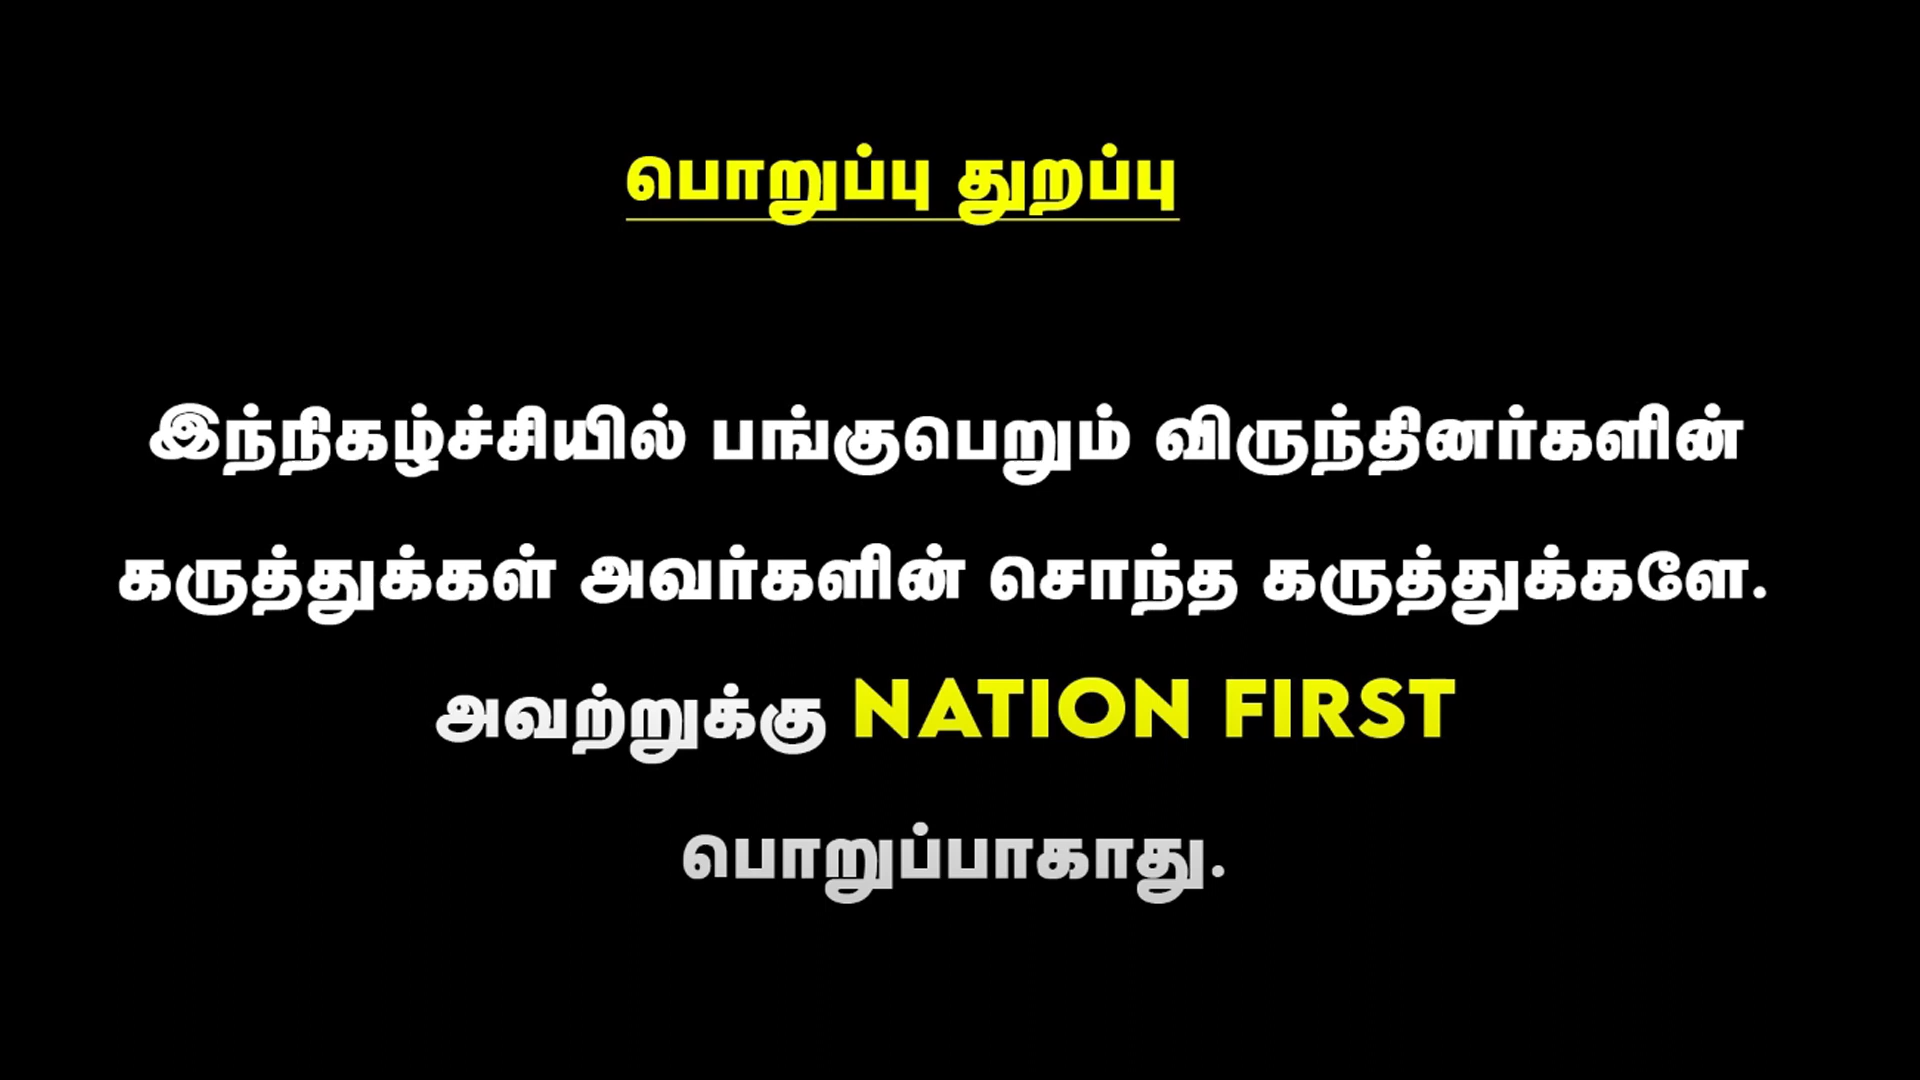 பொறுப்பு துறப்பு
இந்நிகழ்ச்சியில் பங்குபெறும் விருந்தினர்களின்
கருத்துக்கள் அவர்களின் சொந்த கருத்துக்களே.
அவற்றுக்கு NATION FIRST
பொறுப்பாகாது.